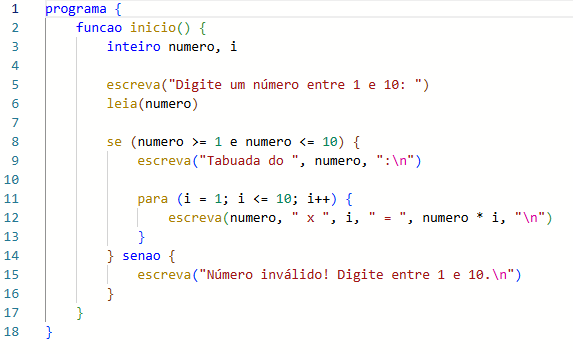 1 programa {
2 funcao inicio() {
3 inteiro numero, i
4
5 escreva("Digite um número entre 1 e 10: ")
6 leia(numero)
7
8 se (numero >= 1 e numero <= 10) {
9 escreva("Tabuada do ", numero, ":\n")
10
11 para (i = 1; i <= 10; i++) {
12 escreva(numero, " x ", i, " = ", numero * i, "\n")
13 }
14 } senao {
15 escreva("Número inválido! Digite entre 1 e 10.\n")
16 }
17 }
18 }